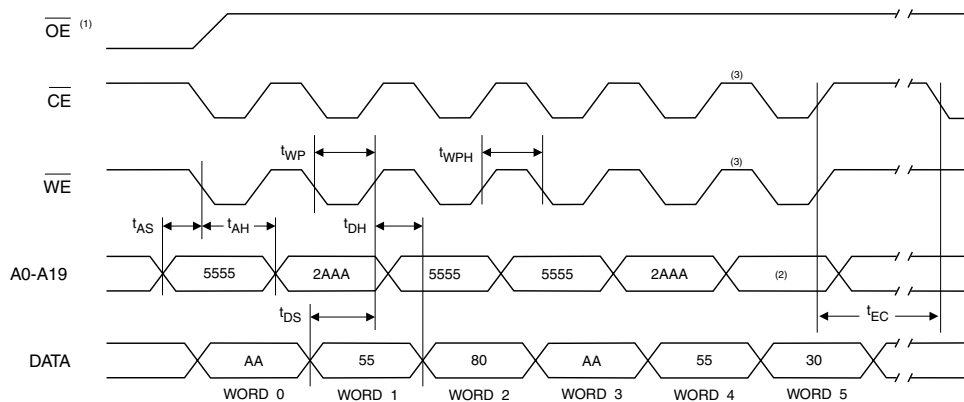 OE (1)
CE
(3)
tWP
tWPH
WE
(3)
tAS
tAH
tDH
A0-A19
5555
2AAA
5555
5555
2AAA
(2)
tDS
tEC
DATA
AA
55
80
AA
55
30
WORD 0
WORD 1
WORD 2
WORD 3
WORD 4
WORD 5